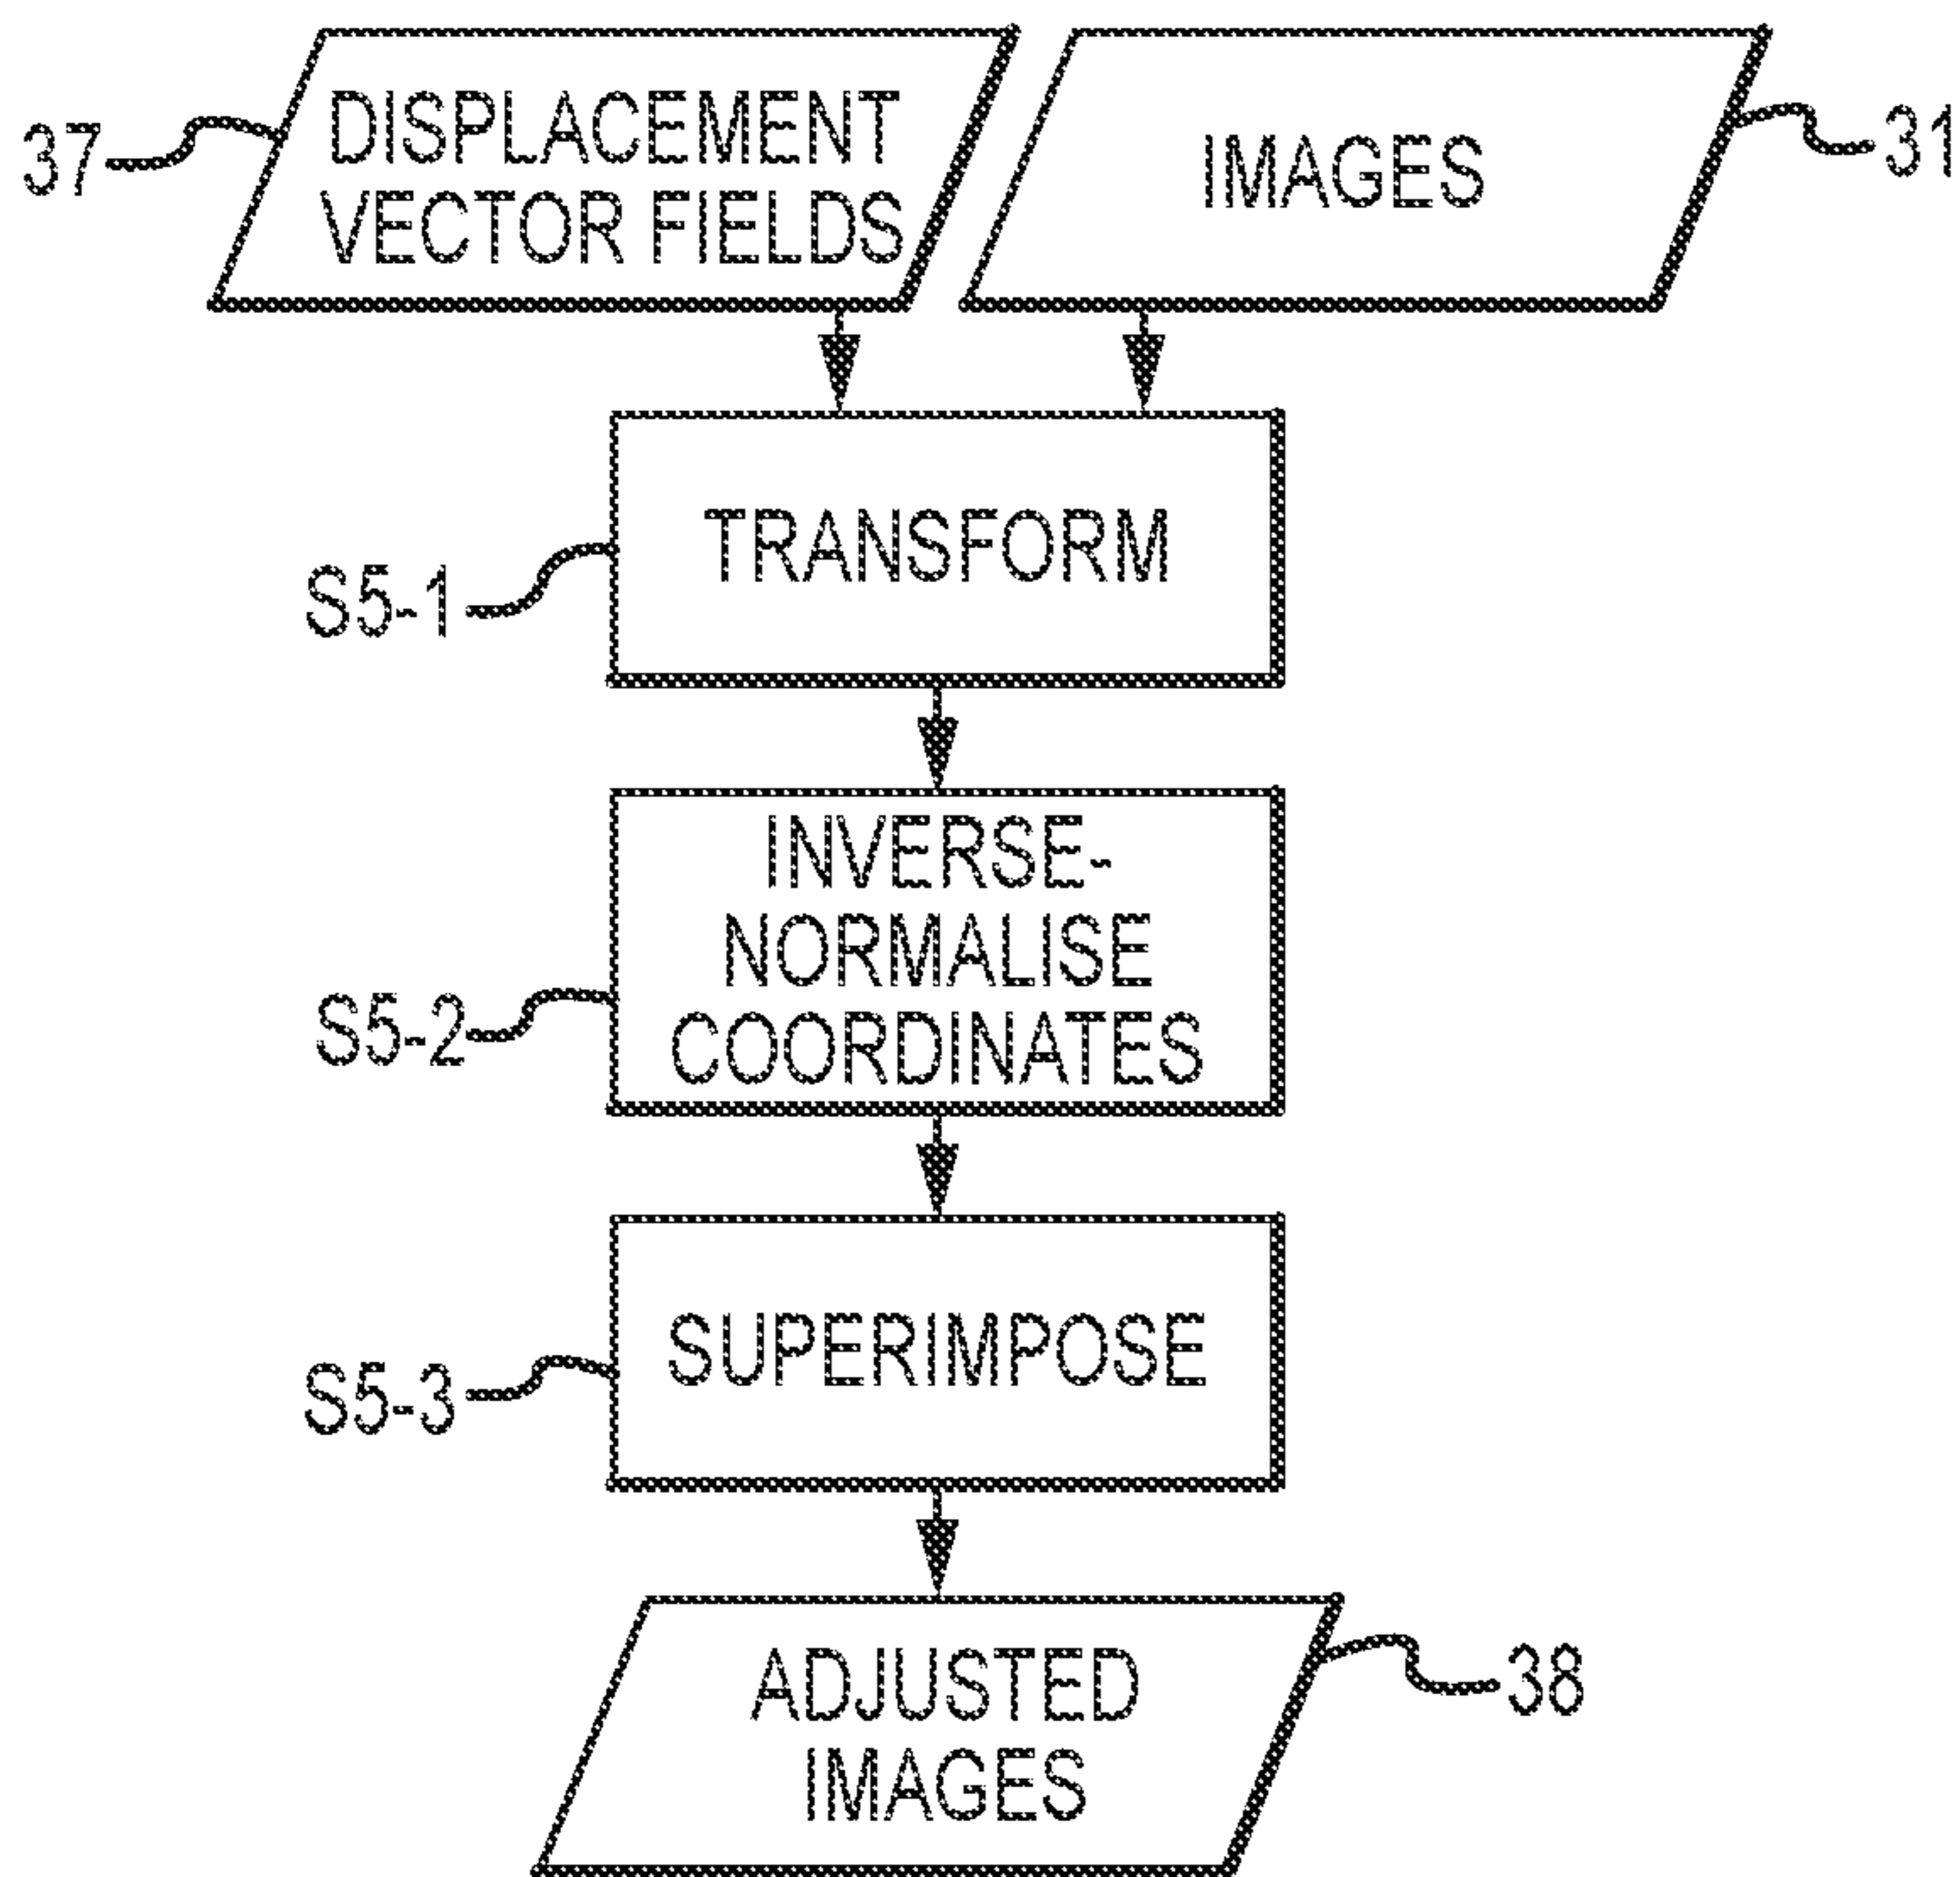 37
DISPLACEMENT
VECTOR FIELDS
IMAGES
31
S5-1
TRANSFORM
S5-2
INVERSE-
NORMALISE
COORDINATES
S5-3
SUPERIMPOSE
ADJUSTED
IMAGES
38